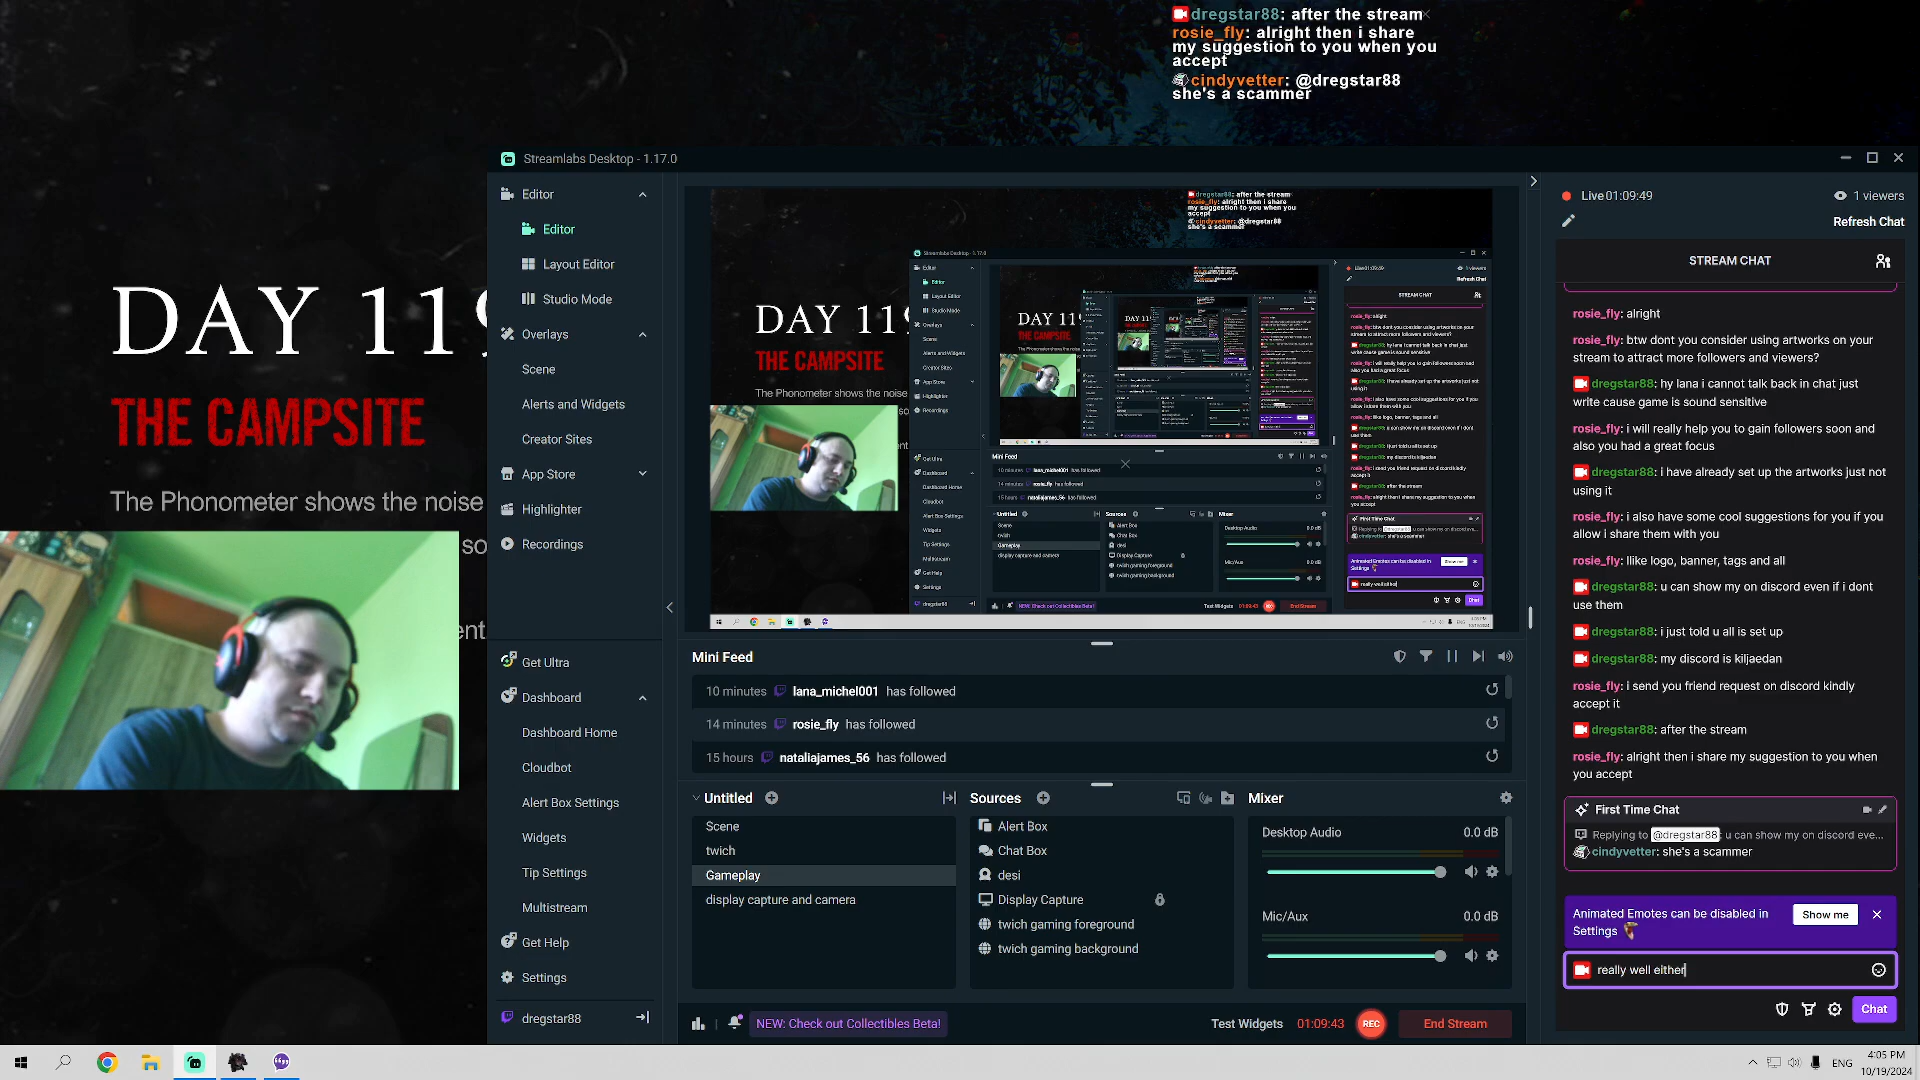 dregstar88: after the stream
rosie_fly: alright then i share
my suggestion to you when you
accept
cindyvetter: @dregstar88
she's a scammer
Streamlabs Desktop - 1.17.0
DAY 119
THE CAMPSITE
The Phonometer shows the noise
so
ent
Editor
Editor
Layout Editor
Studio Mode
Overlays
Scene
Alerts and Widgets
Creator Sites
App Store
Highlighter
Recordings
Get Ultra
Dashboard
Dashboard Home
Cloudbot
Alert Box Settings
Widgets
Tip Settings
Multistream
Get Help
Settings
dregstar88
Mini Feed
10 minutes lana_michel001 has followed
14 minutes rosie_fly has followed
15 hours nataliajames_56 has followed
Untitled
Scene
twich
Gameplay
display capture and camera
Sources
Alert Box
Chat Box
desi
Display Capture
twich gaming foreground
twich gaming background
Mixer
Desktop Audio 0.0 dB
Mic/Aux 0.0 dB
NEW: Check out Collectibles Beta!
Test Widgets 01:09:43 REC End Stream
Live 01:09:49 1 viewers
Refresh Chat
STREAM CHAT
rosie_fly: alright
rosie_fly: btw dont you consider using artworks on your
stream to attract more followers and viewers?
dregstar88: hy lana i cannot talk back in chat just
write cause game is sound sensitive
rosie_fly: i will really help you to gain followers soon and
also you had a great focus
dregstar88: i have already set up the artworks just not
using it
rosie_fly: i also have some cool suggestions for you if you
allow i share them with you
rosie_fly: llike logo, banner, tags and all
dregstar88: u can show my on discord even if i dont
use them
dregstar88: i just told u all is set up
dregstar88: my discord is kiljaedan
rosie_fly: i send you friend request on discord kindly
accept it
dregstar88: after the stream
rosie_fly: alright then i share my suggestion to you when
you accept
First Time Chat
Replying to @dregstar88: u can show my on discord eve...
cindyvetter: she's a scammer
Animated Emotes can be disabled in
Settings
Show me
really well either
Chat
ENG
4:05 PM
10/19/2024